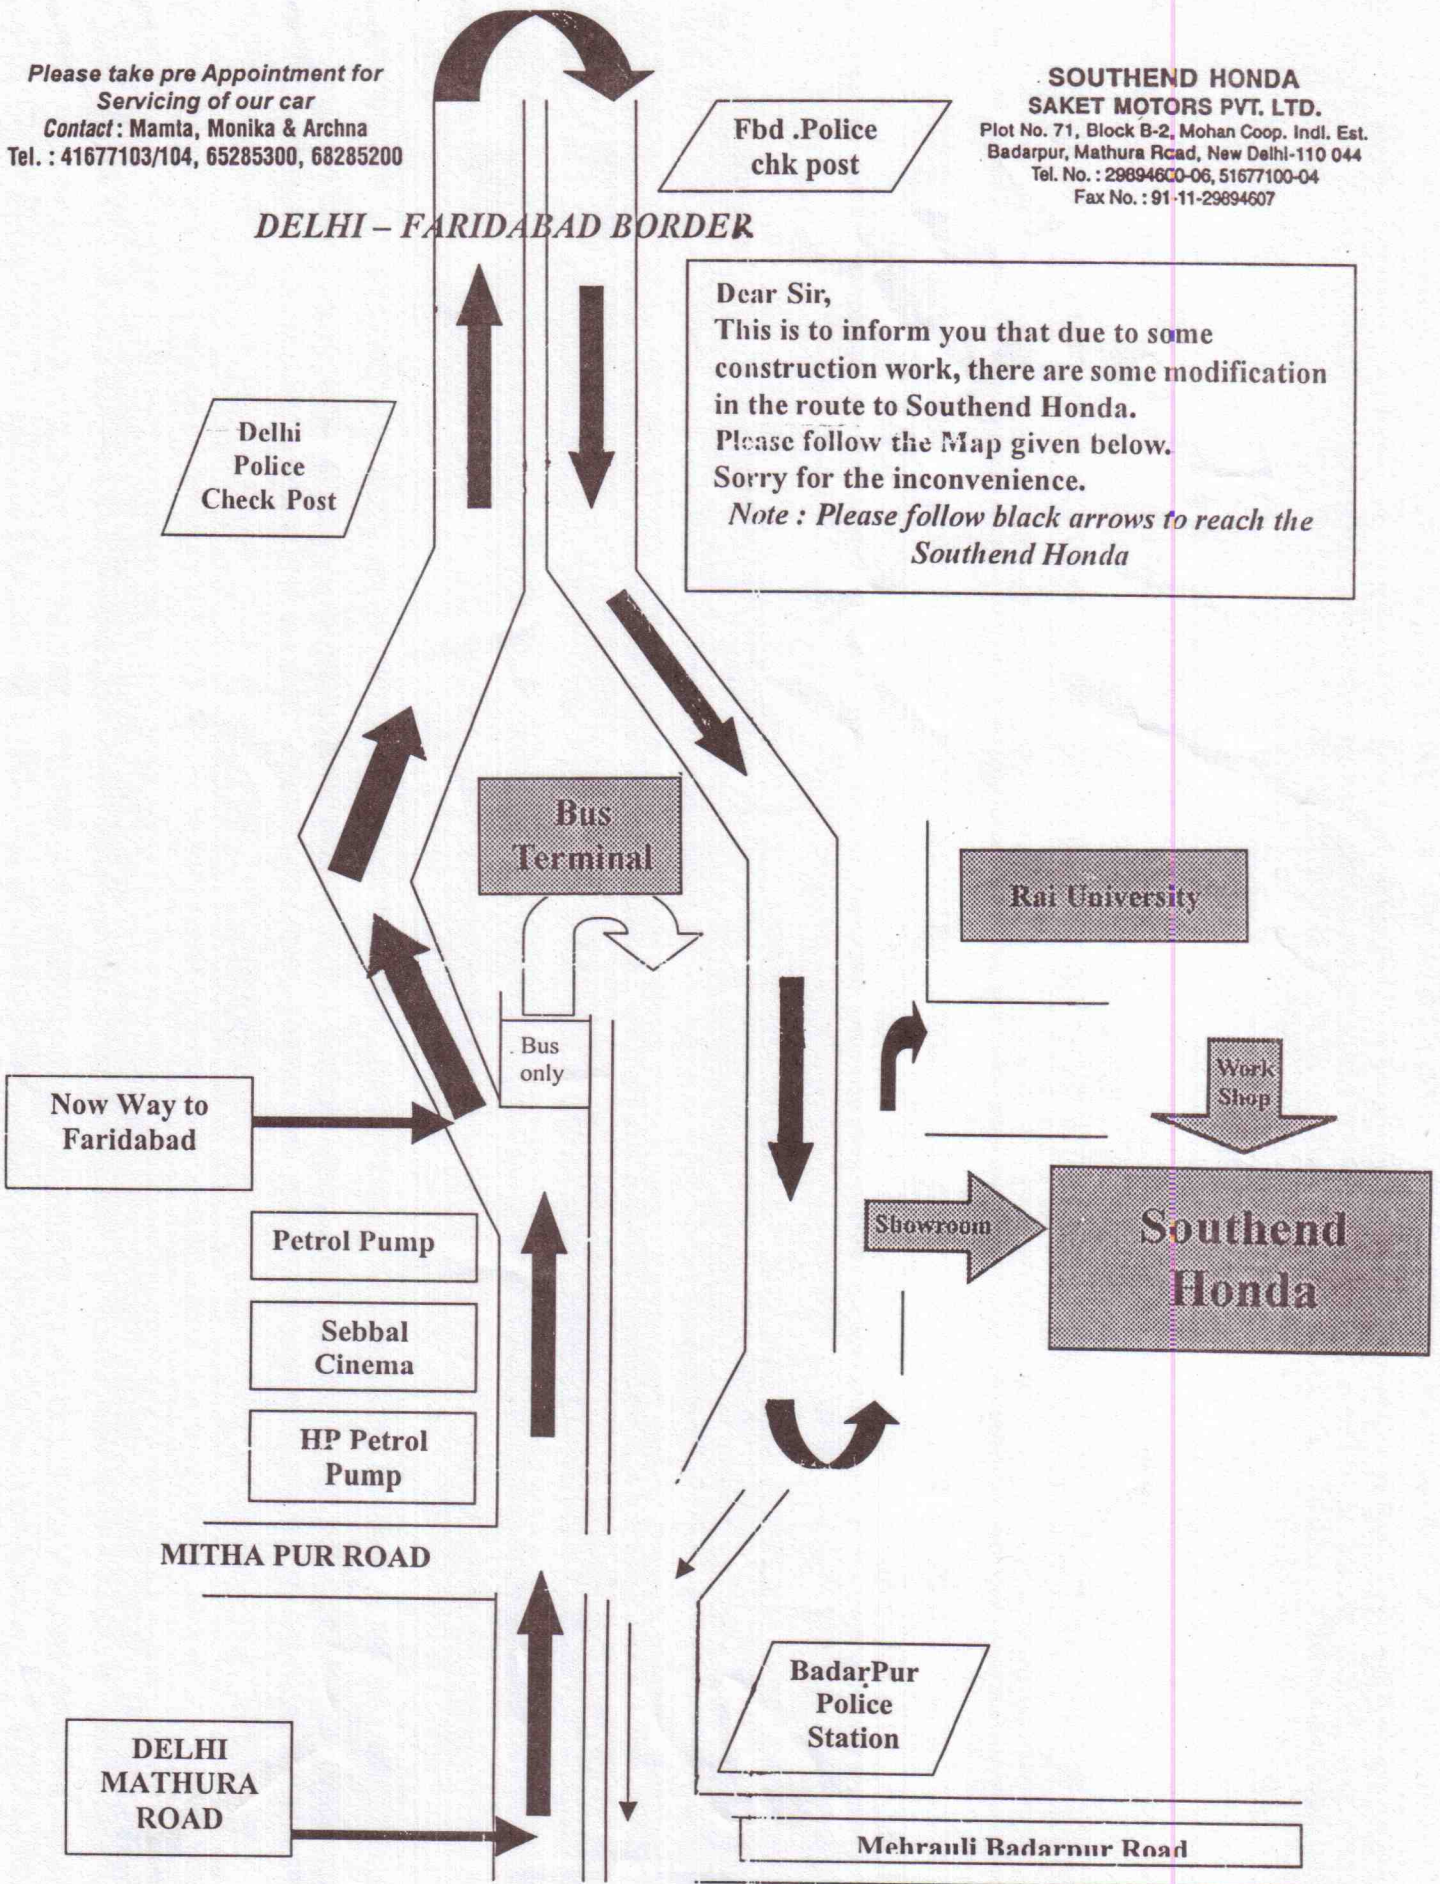 Please take pre Appointment for
Servicing of our car
Contact : Mamta, Monika & Archna
Tel. : 41677103/104, 65285300, 68285200
SOUTHEND HONDA
SAKET MOTORS PVT. LTD.
Plot No. 71, Block B-2, Mohan Coop. Indl. Est.
Badarpur, Mathura Road, New Delhi-110 044
Tel. No. : 29894600-06, 51677100-04
Fax No. : 91-11-29894607
Fbd .Police
chk post
DELHI – FARIDABAD BORDER
Dear Sir,
This is to inform you that due to some
construction work, there are some modification
in the route to Southend Honda.
Please follow the Map given below.
Sorry for the inconvenience.
Note : Please follow black arrows to reach the
Southend Honda
Delhi
Police
Check Post
Bus
Terminal
Rai University
Bus
only
Work
Shop
Now Way to
Faridabad
Showroom
Southend
Honda
Petrol Pump
Sebbal
Cinema
HP Petrol
Pump
MITHA PUR ROAD
BadarPur
Police
Station
DELHI
MATHURA
ROAD
Mehrauli Badarpur Road